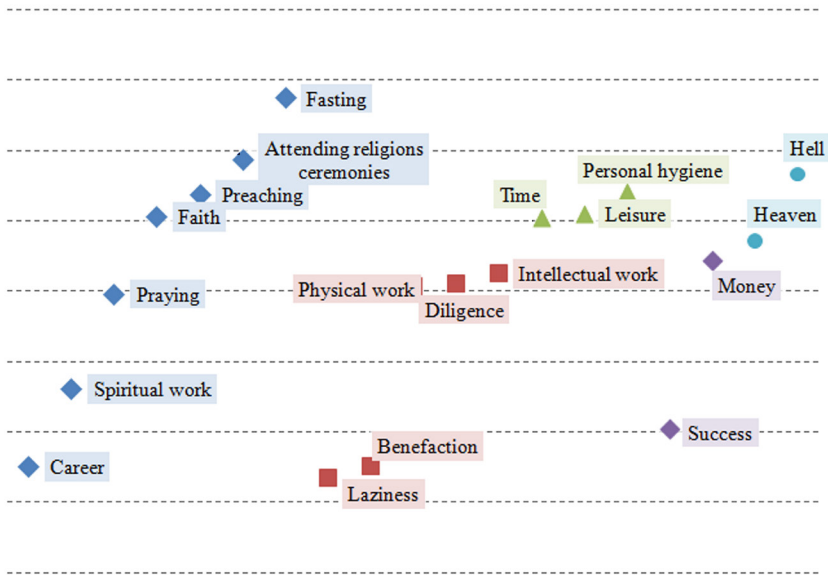 Fasting
Attending religions
ceremonies
Hell
Personal hygiene
Preaching
Time
Faith
Leisure
Heaven
Intellectual work
Physical work
Money
Praying
Diligence
Spiritual work
Success
Benefaction
Career
Laziness